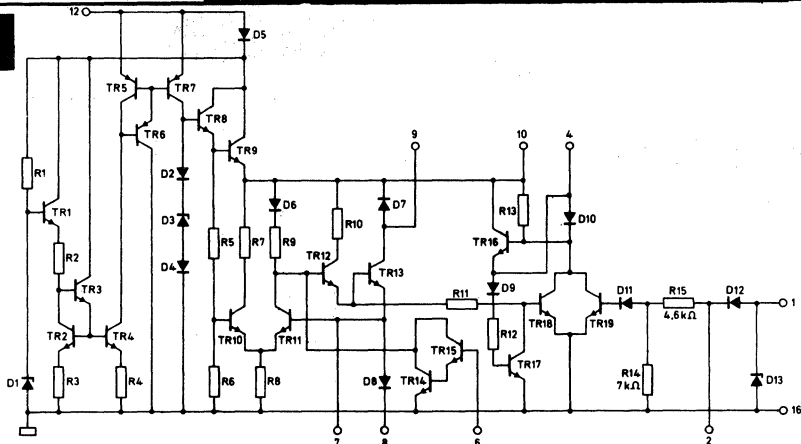 12
D5
TR5
TR7
TR8
TR6
TR9
9
10
4
R1
D2
D6
R10
D7
R13
D10
TR1
D3
R5
R7
R9
TR12
TR13
TR16
R2
D4
D9
TR3
R11
D11
R15
4,6kΩ
D12
1
TR18
TR19
R12
TR2
TR4
TR10
TR11
TR15
TR17
D1
R3
R4
R6
R8
D8
TR14
R14
7kΩ
D13
16
7
8
6
2